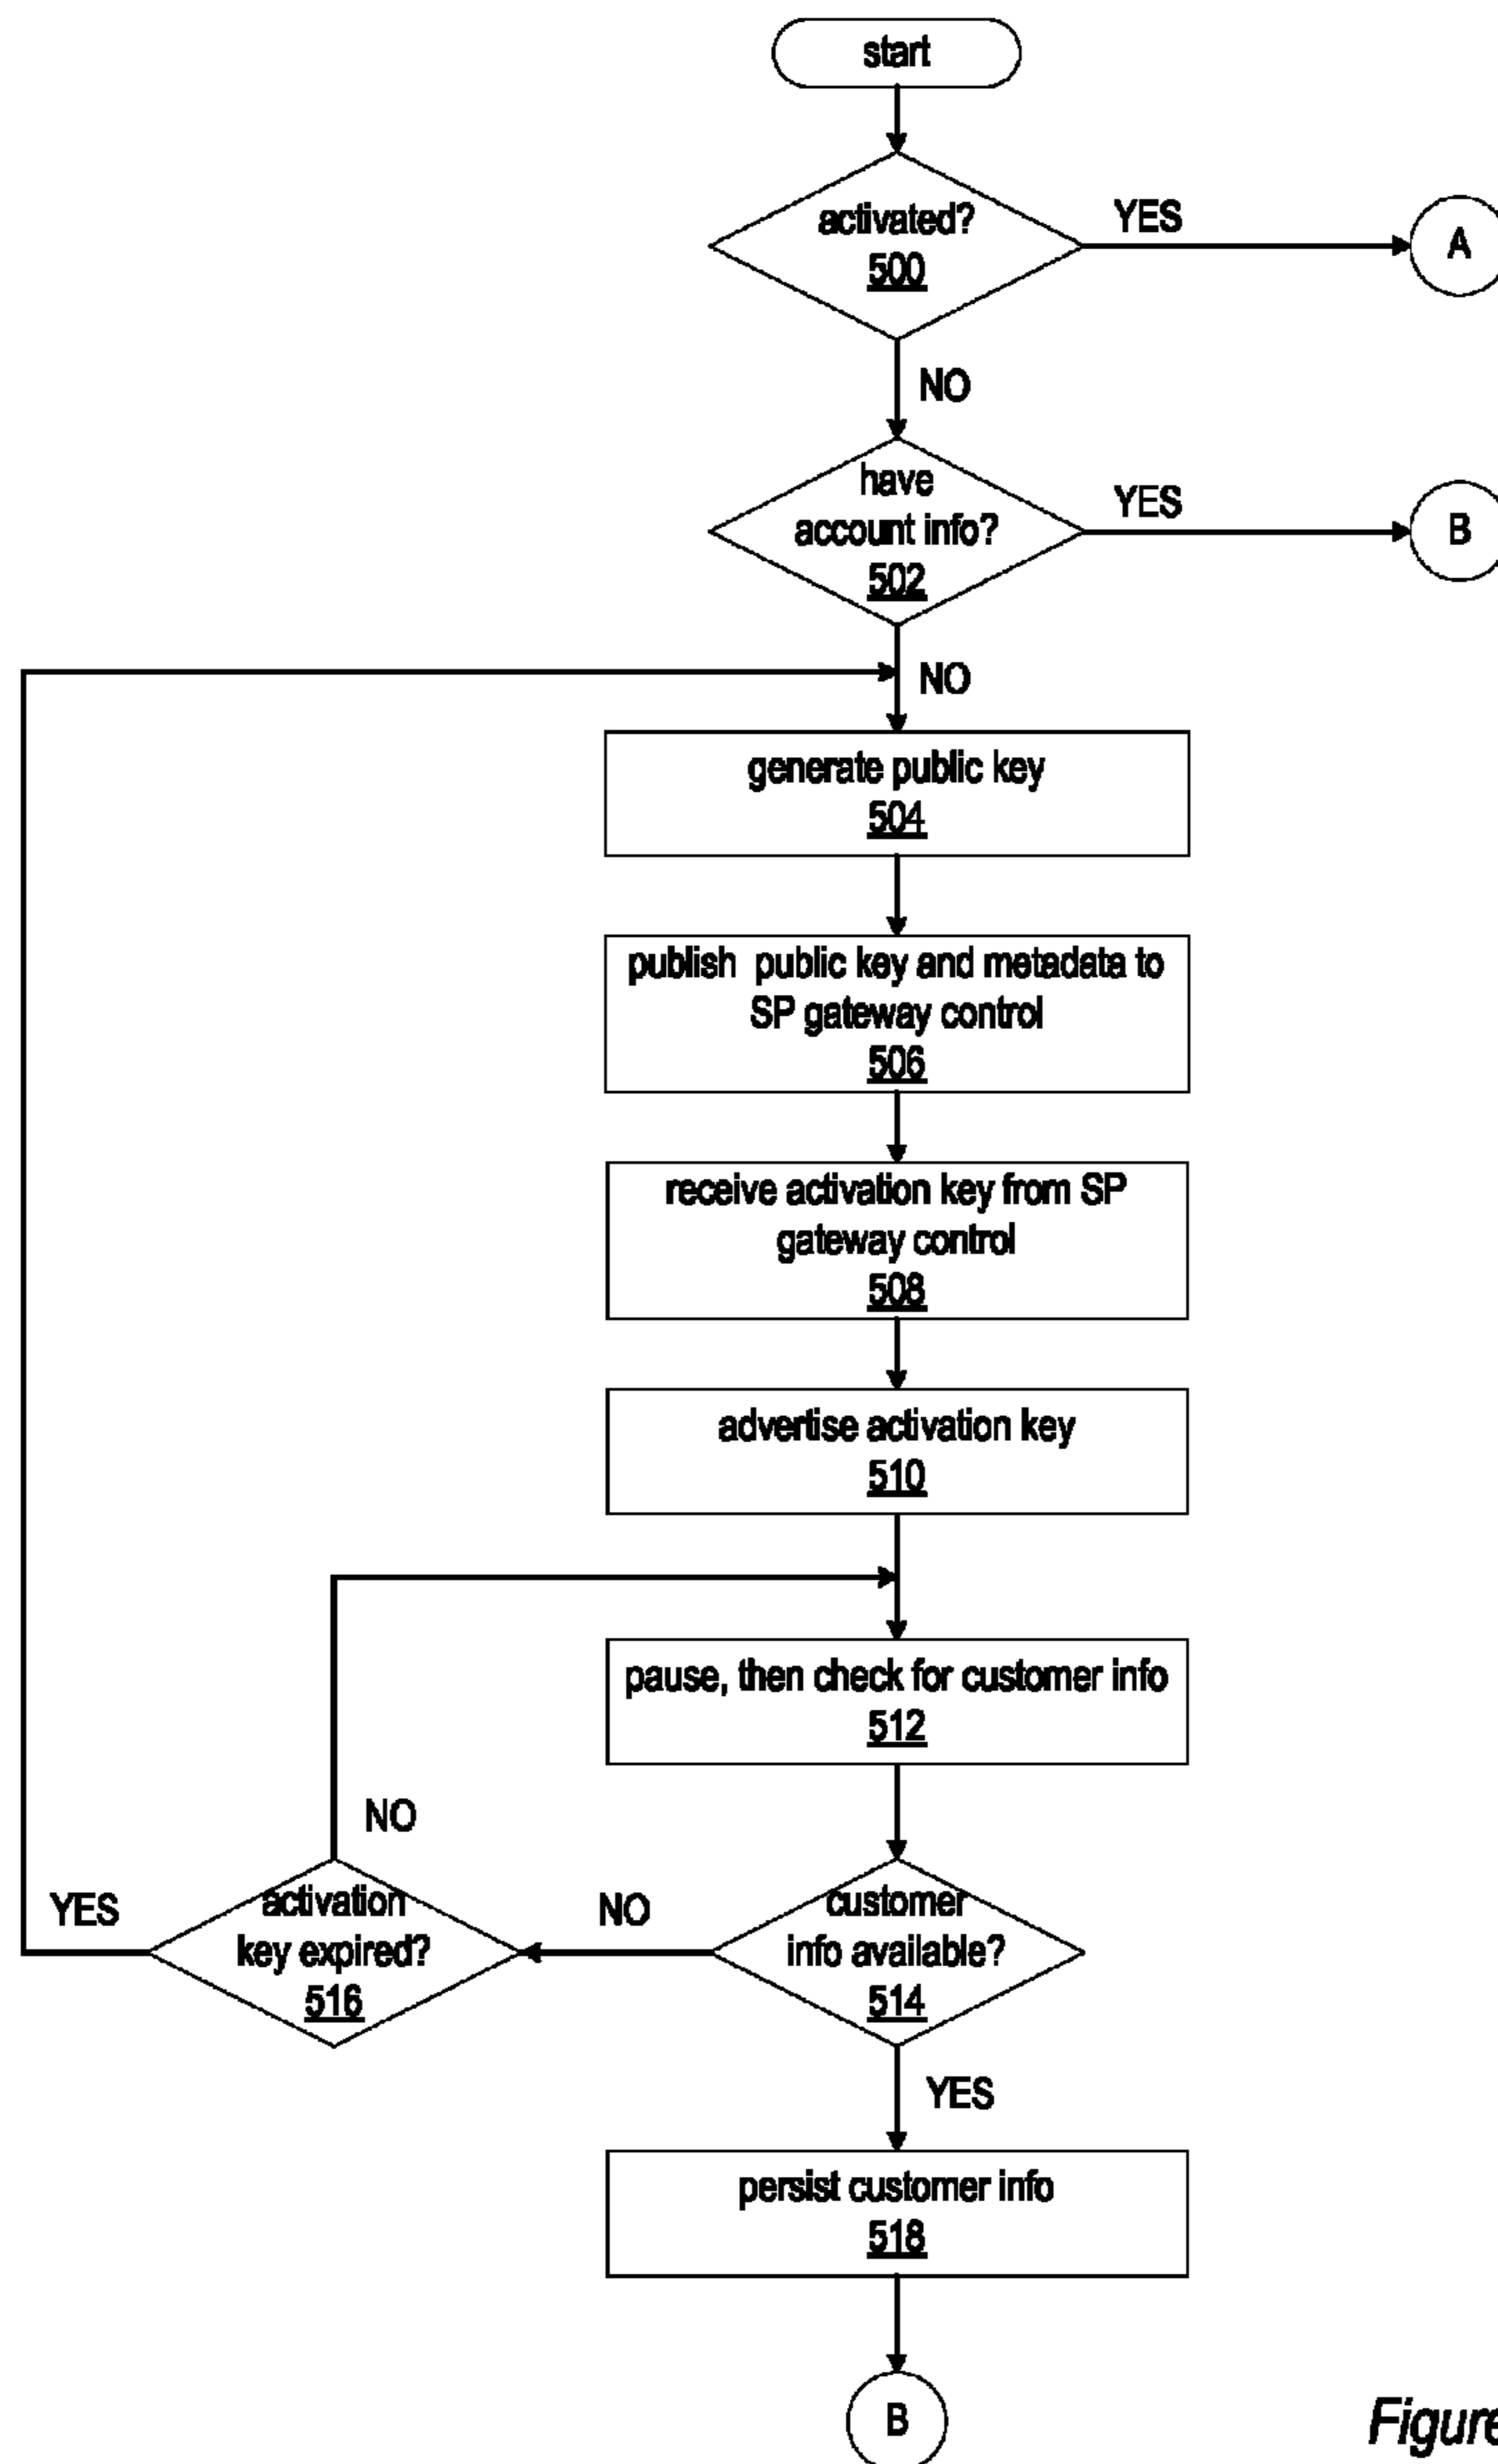 start
activated?
500
YES
A
NO
have
account info?
502
YES
B
NO
generate public key
504
publish public key and metadata to
SP gateway control
506
receive activation key from SP
gateway control
508
advertise activation key
510
pause, then check for customer info
512
NO
activation
key expired?
516
YES
NO
customer
info available?
514
YES
persist customer info
518
B
Figure